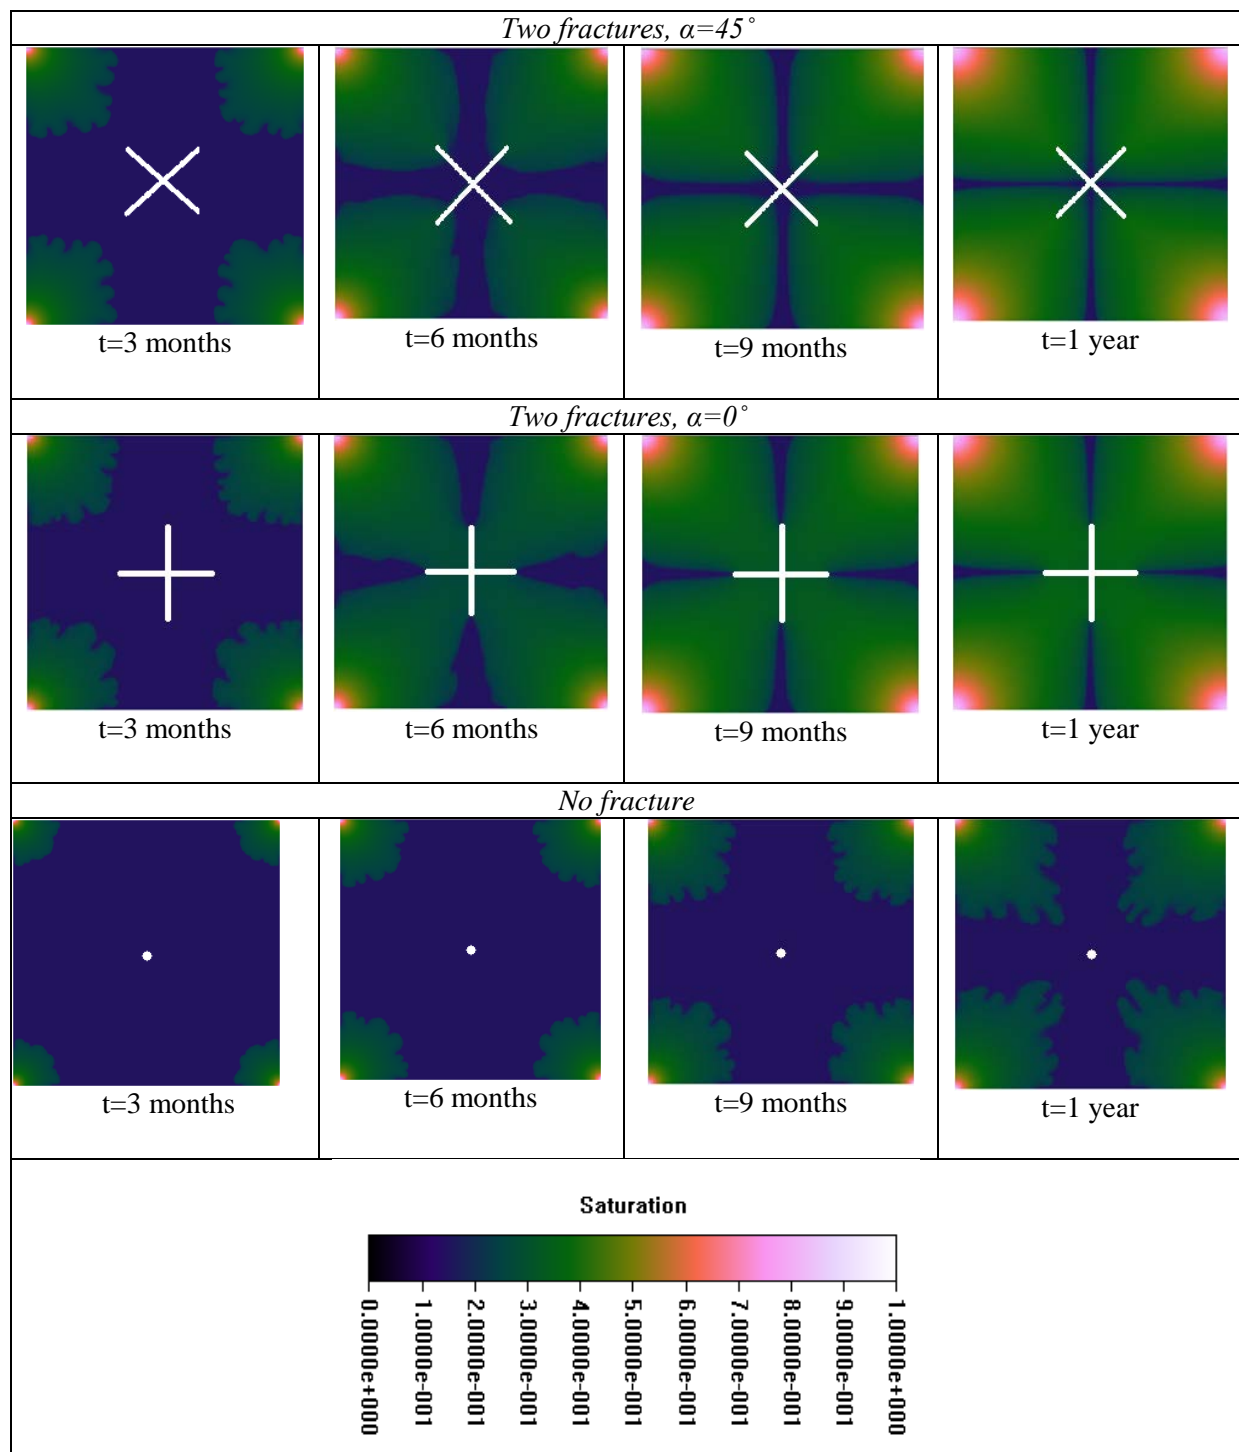 Two fractures, α=45˚
t=3 months
t=6 months
t=9 months
t=1 year
Two fractures, α=0˚
t=3 months
t=6 months
t=9 months
t=1 year
No fracture
t=3 months
t=6 months
t=9 months
t=1 year
Saturation
0.0000e+000
1.0000e-001
2.0000e-001
3.0000e-001
4.0000e-001
5.0000e-001
6.0000e-001
7.0000e-001
8.0000e-001
9.0000e-001
1.0000e+000